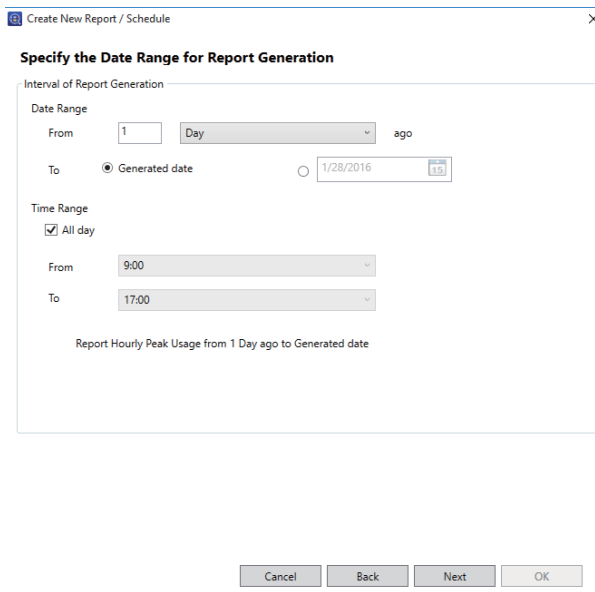 Create New Report / Schedule
Specify the Date Range for Report Generation
Interval of Report Generation
Date Range
From 1 Day ago
To Generated date 1/28/2016 15
Time Range
All day
From 9:00
To 17:00
Report Hourly Peak Usage from 1 Day ago to Generated date
Cancel Back Next OK